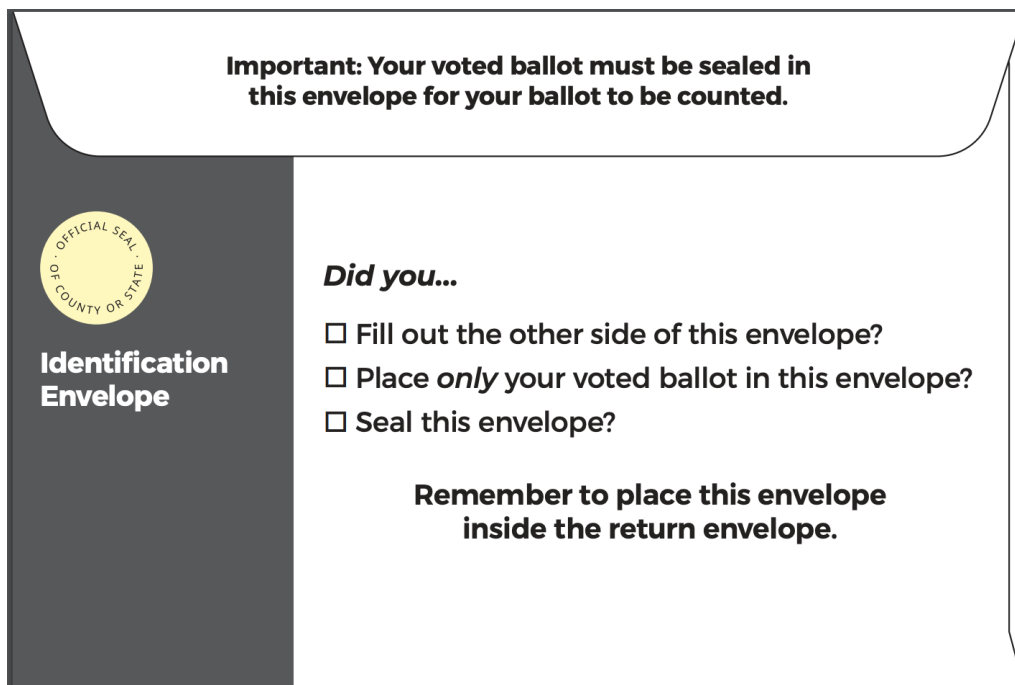 Important: Your voted ballot must be sealed in
this envelope for your ballot to be counted.
· OFFICIAL SEAL ·
OF COUNTY OR STATE
Identification
Envelope
Did you...
☐ Fill out the other side of this envelope?
☐ Place only your voted ballot in this envelope?
☐ Seal this envelope?
Remember to place this envelope
inside the return envelope.